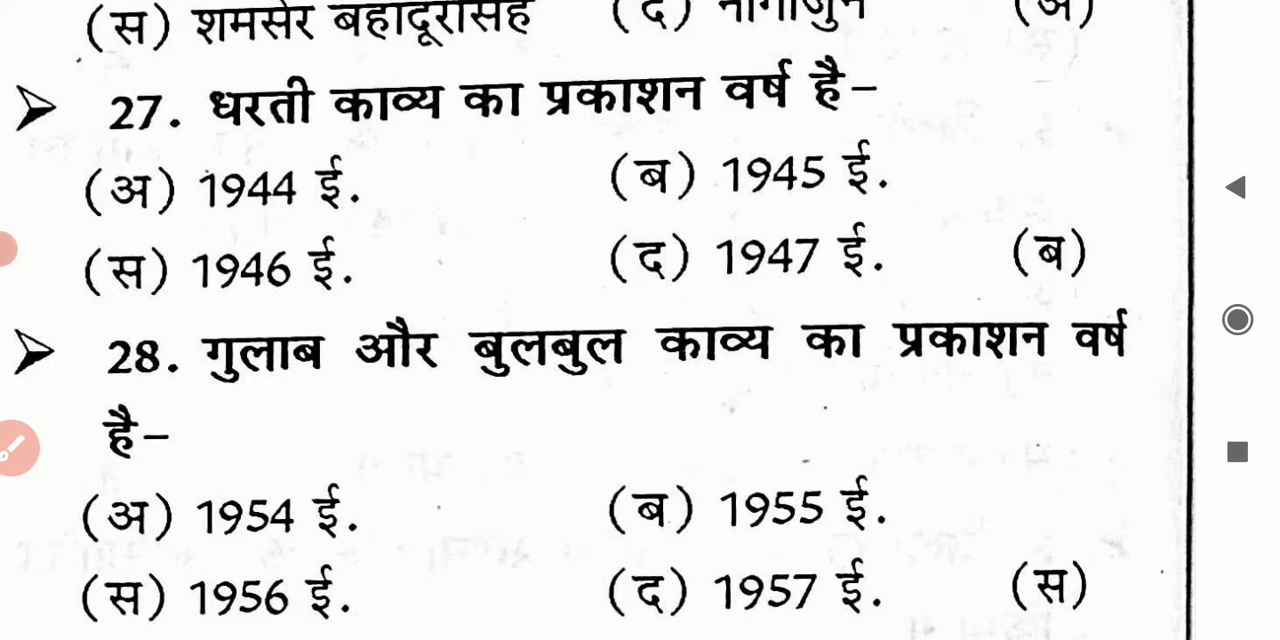 (स) शमसेर बहादूरसिंह (द) नागार्जुन (अ)
27. धरती काव्य का प्रकाशन वर्ष है–
(अ) 1944 ई. (ब) 1945 ई.
(स) 1946 ई. (द) 1947 ई. (ब)
28. गुलाब और बुलबुल काव्य का प्रकाशन वर्ष
है–
(अ) 1954 ई. (ब) 1955 ई.
(स) 1956 ई. (द) 1957 ई. (स)